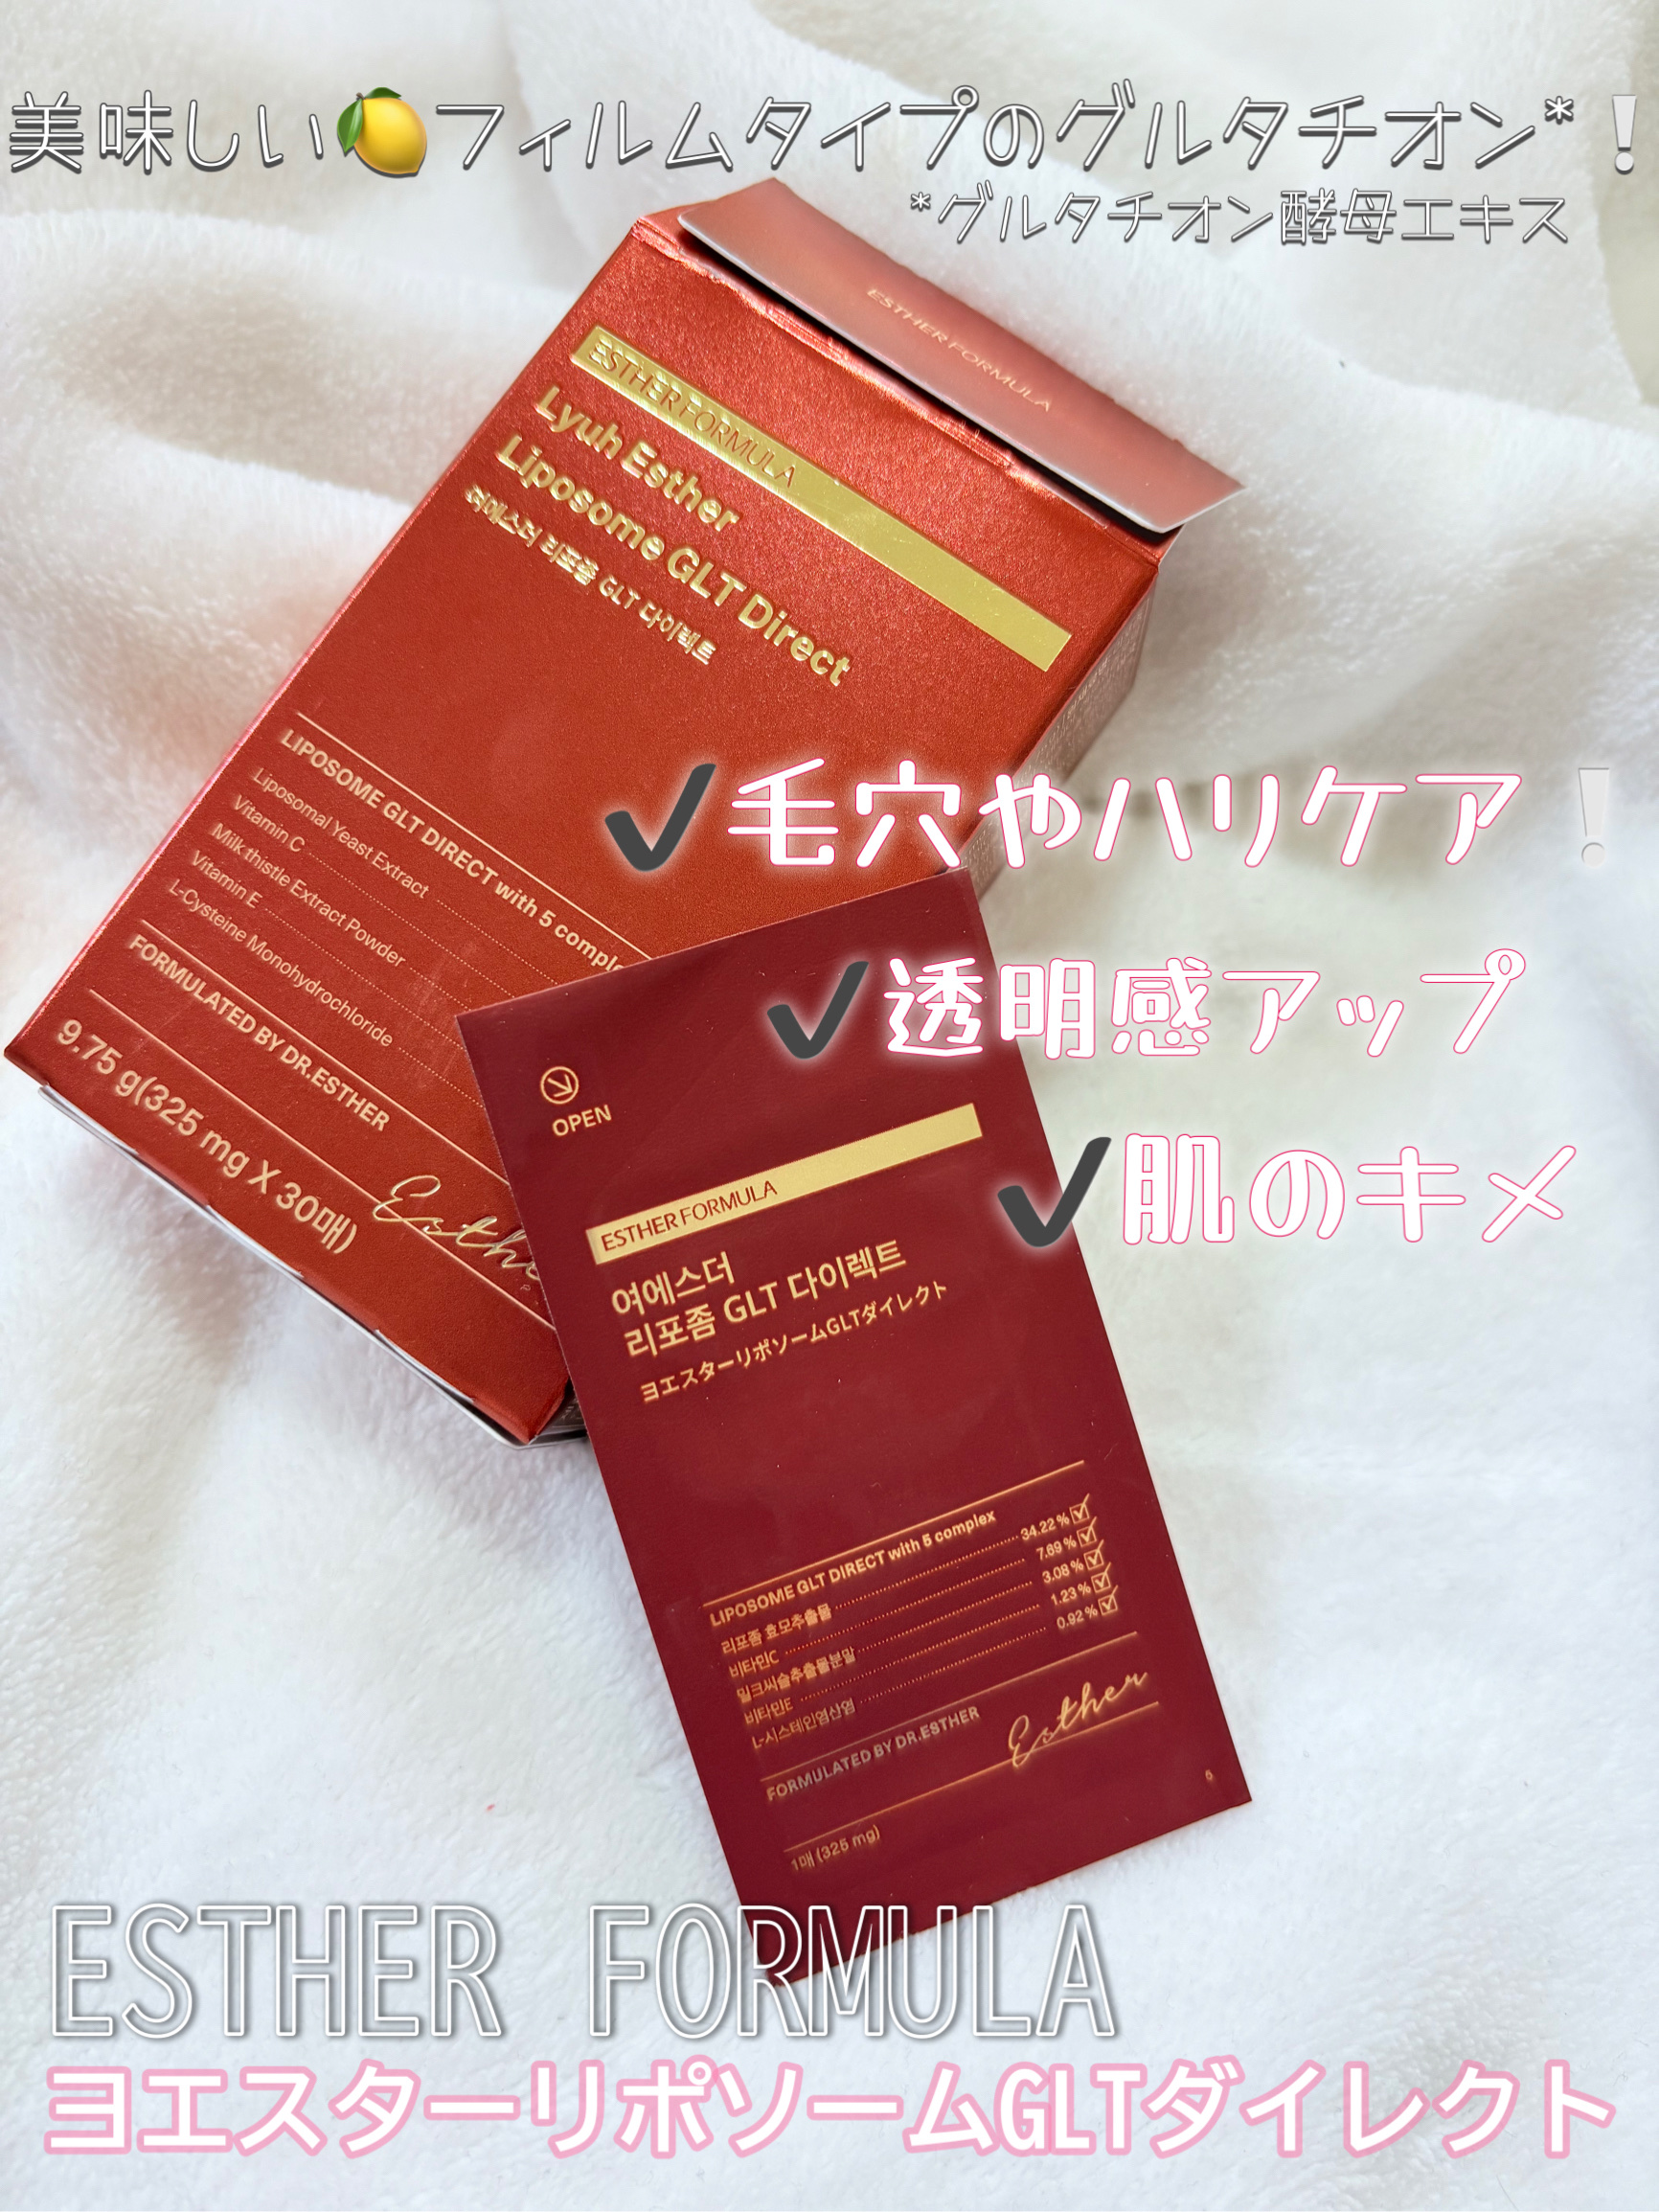 美味しい🍋フィルムタイプのグルタチオン*❕
*グルタチオン酵母エキス
ESTHER FORMULA
ESTHER FORMULA
Lyuh Esther
Liposome GLT Direct
여에스더 리포좀 GLT 다이렉트
LIPOSOME GLT DIRECT with 5 comple
Liposomal Yeast Extract
Vitamin C
Milk thistle Extract Powder
Vitamin E
L-Cysteine Monohydrochloride
FORMULATED BY DR.ESTHER
9.75 g(325 mg X 30매)
Esthe
✔毛穴やハリケア❕
✔透明感アップ
✔肌のキメ
OPEN
ESTHER FORMULA
여에스더
리포좀 GLT 다이렉트
ヨエスターリポソームGLTダイレクト
LIPOSOME GLT DIRECT with 5 complex
리포좀 효모추출물 34.22 %
비타민C 7.69 %
밀크씨슬추출물분말 3.08 %
비타민E 1.23 %
L-시스테인염산염 0.92 %
FORMULATED BY DR.ESTHER
Esther
1매 (325 mg)
ESTHER FORMULA
ヨエスターリポソームGLTダイレクト